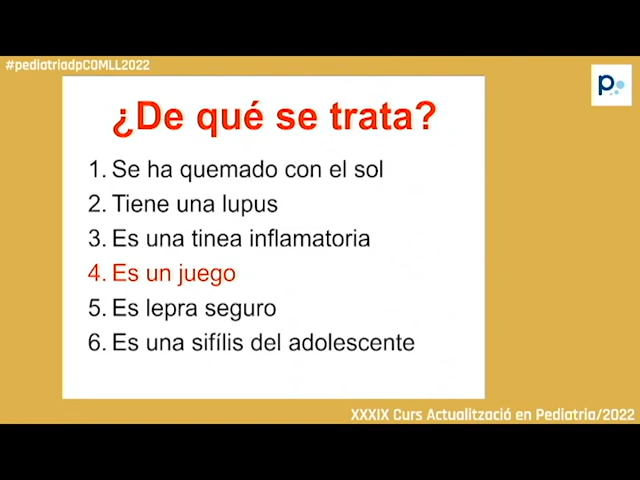 #pediatriadpCOMLL2022
p
¿De qué se trata?
1. Se ha quemado con el sol
2. Tiene una lupus
3. Es una tinea inflamatoria
4. Es un juego
5. Es lepra seguro
6. Es una sifílis del adolescente
XXXIX Curs Actualització en Pediatria/2022